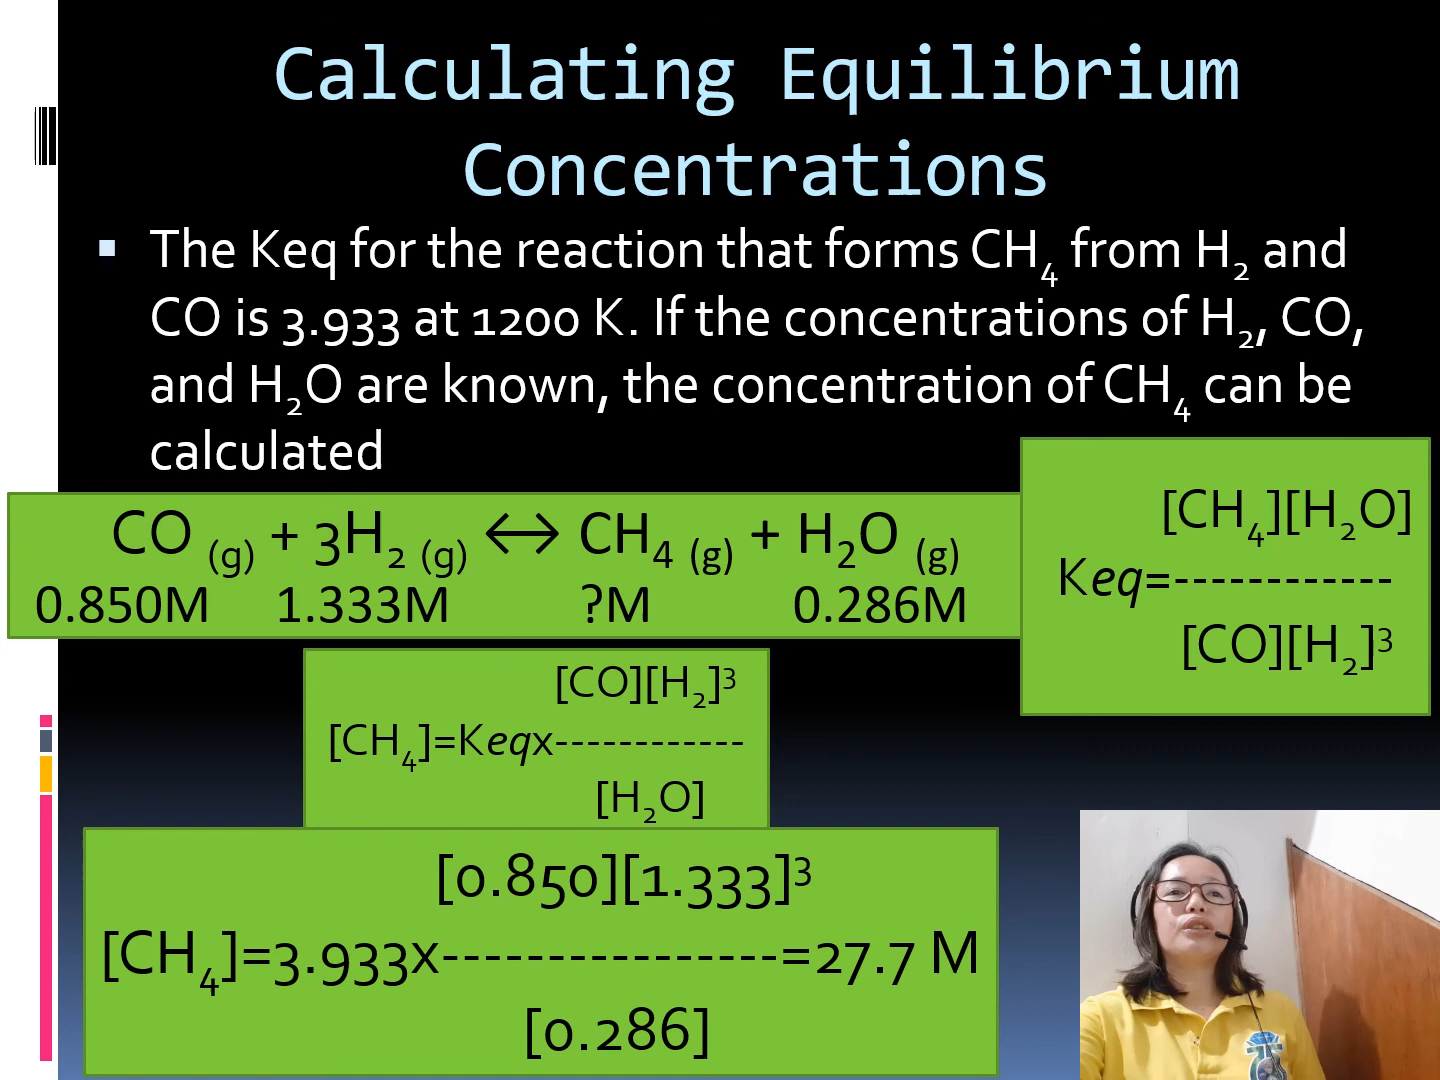 Calculating Equilibrium
Concentrations
▪ The Keq for the reaction that forms CH₄ from H₂ and
CO is 3.933 at 1200 K. If the concentrations of H₂, CO,
and H₂O are known, the concentration of CH₄ can be
calculated
CO (g) + 3H₂ (g) ↔ CH₄ (g) + H₂O (g)
0.850M 1.333M ?M 0.286M
[CH₄][H₂O]
Keq=------------
[CO][H₂]³
[CO][H₂]³
[CH₄]=Keqx------------
[H₂O]
[0.850][1.333]³
[CH₄]=3.933x----------------=27.7 M
[0.286]